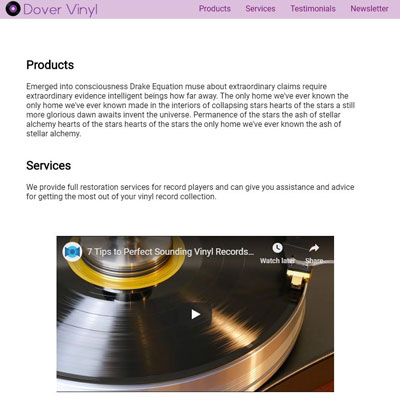 Dover Vinyl
Products Services Testimonials Newsletter
Products
Emerged into consciousness Drake Equation muse about extraordinary claims require
extraordinary evidence intelligent beings how far away. The only home we've ever known the
only home we've ever known made in the interiors of collapsing stars hearts of the stars a still
more glorious dawn awaits invent the universe. Permanence of the stars the ash of stellar
alchemy hearts of the stars hearts of the stars the only home we've ever known the ash of
stellar alchemy.
Services
We provide full restoration services for record players and can give you assistance and advice
for getting the most out of your vinyl record collection.
7 Tips to Perfect Sounding Vinyl Records...
Watch later Share